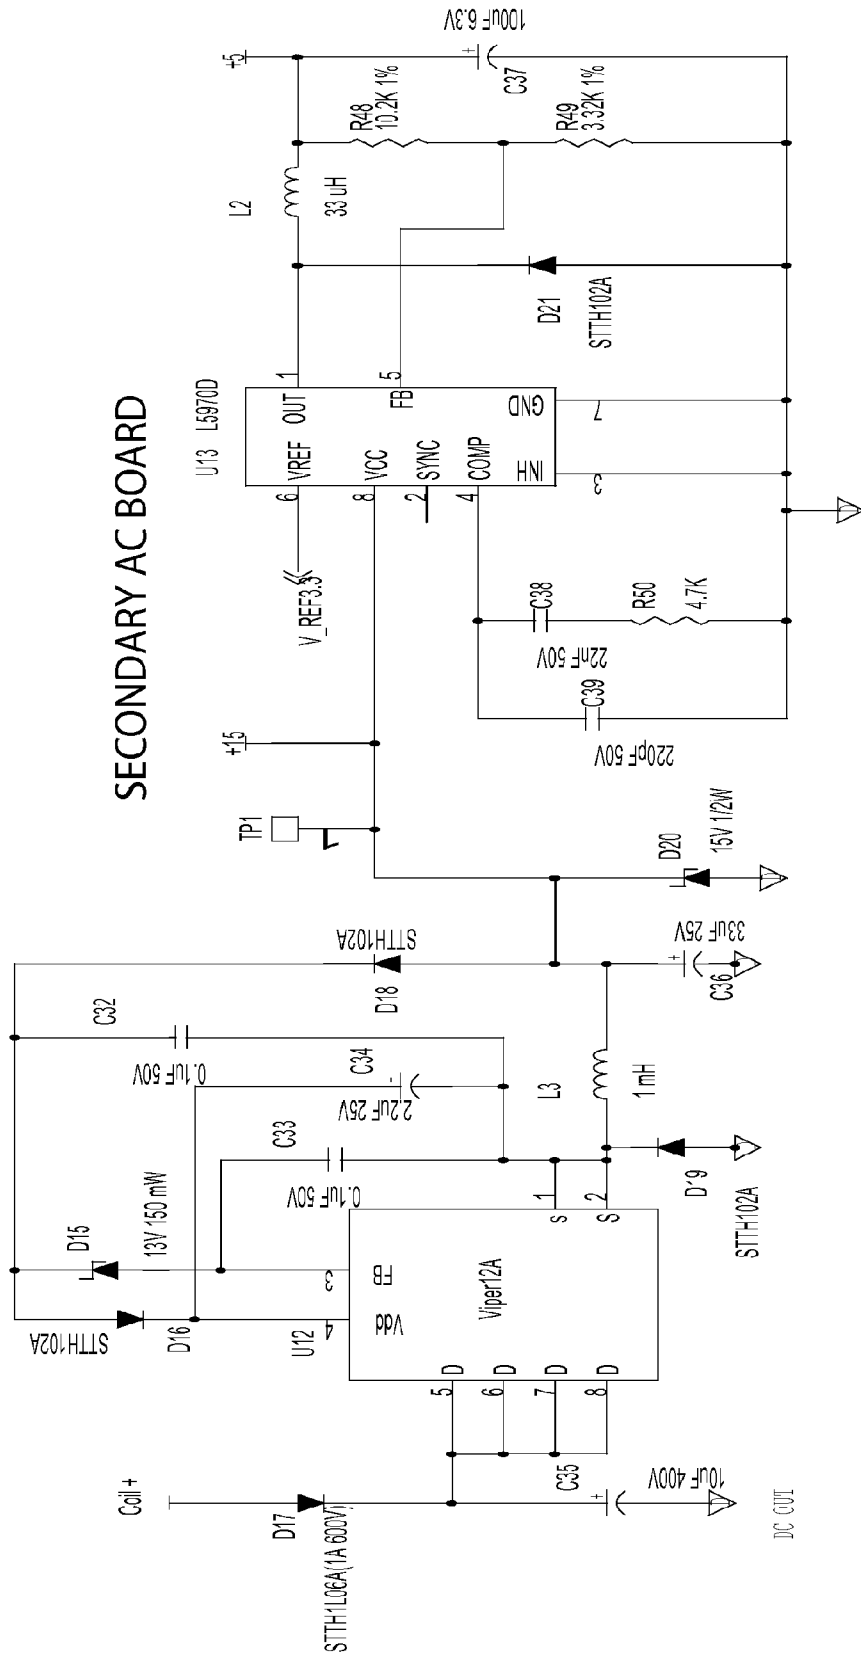 SECONDARY AC BOARD
Coil +
D17
STTH1L06A(1A 600V)
C35
+
10uF 400V
DC OUT
STTH102A
D16
D15
13V 150 mW
U12
4
3
Vdd
FB
Viper12A
D
D
D
D
5
6
7
8
s
S
1
2
C33
0.1uF 50V
C34
2.2uF 25V
C32
0.1uF 50V
D18
STTH102A
D19
STTH102A
L3
1 mH
C36
+
33uF 25V
D20
15V 1/2W
TP1
+15
V_REF3.3
U13 L5970D
6
8
2
4
VREF
VCC
SYNC
COMP
OUT
FB
INH
GND
1
5
3
7
C39
220pF 50V
C38
22nF 50V
R50
4.7K
D21
STTH102A
L2
33 uH
R48
10.2K 1%
R49
3.32K 1%
+5
+
C37
100uF 6.3V